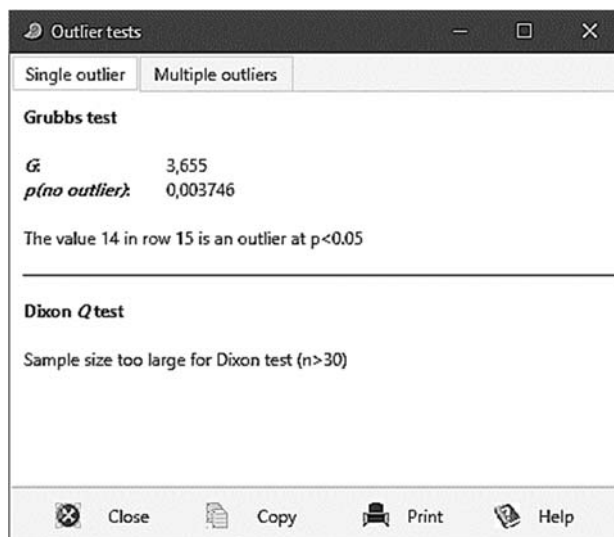 Outlier tests
Single outlier Multiple outliers
Grubbs test
G: 3,655
p(no outlier): 0,003746
The value 14 in row 15 is an outlier at p<0.05
Dixon Q test
Sample size too large for Dixon test (n>30)
Close Copy Print Help